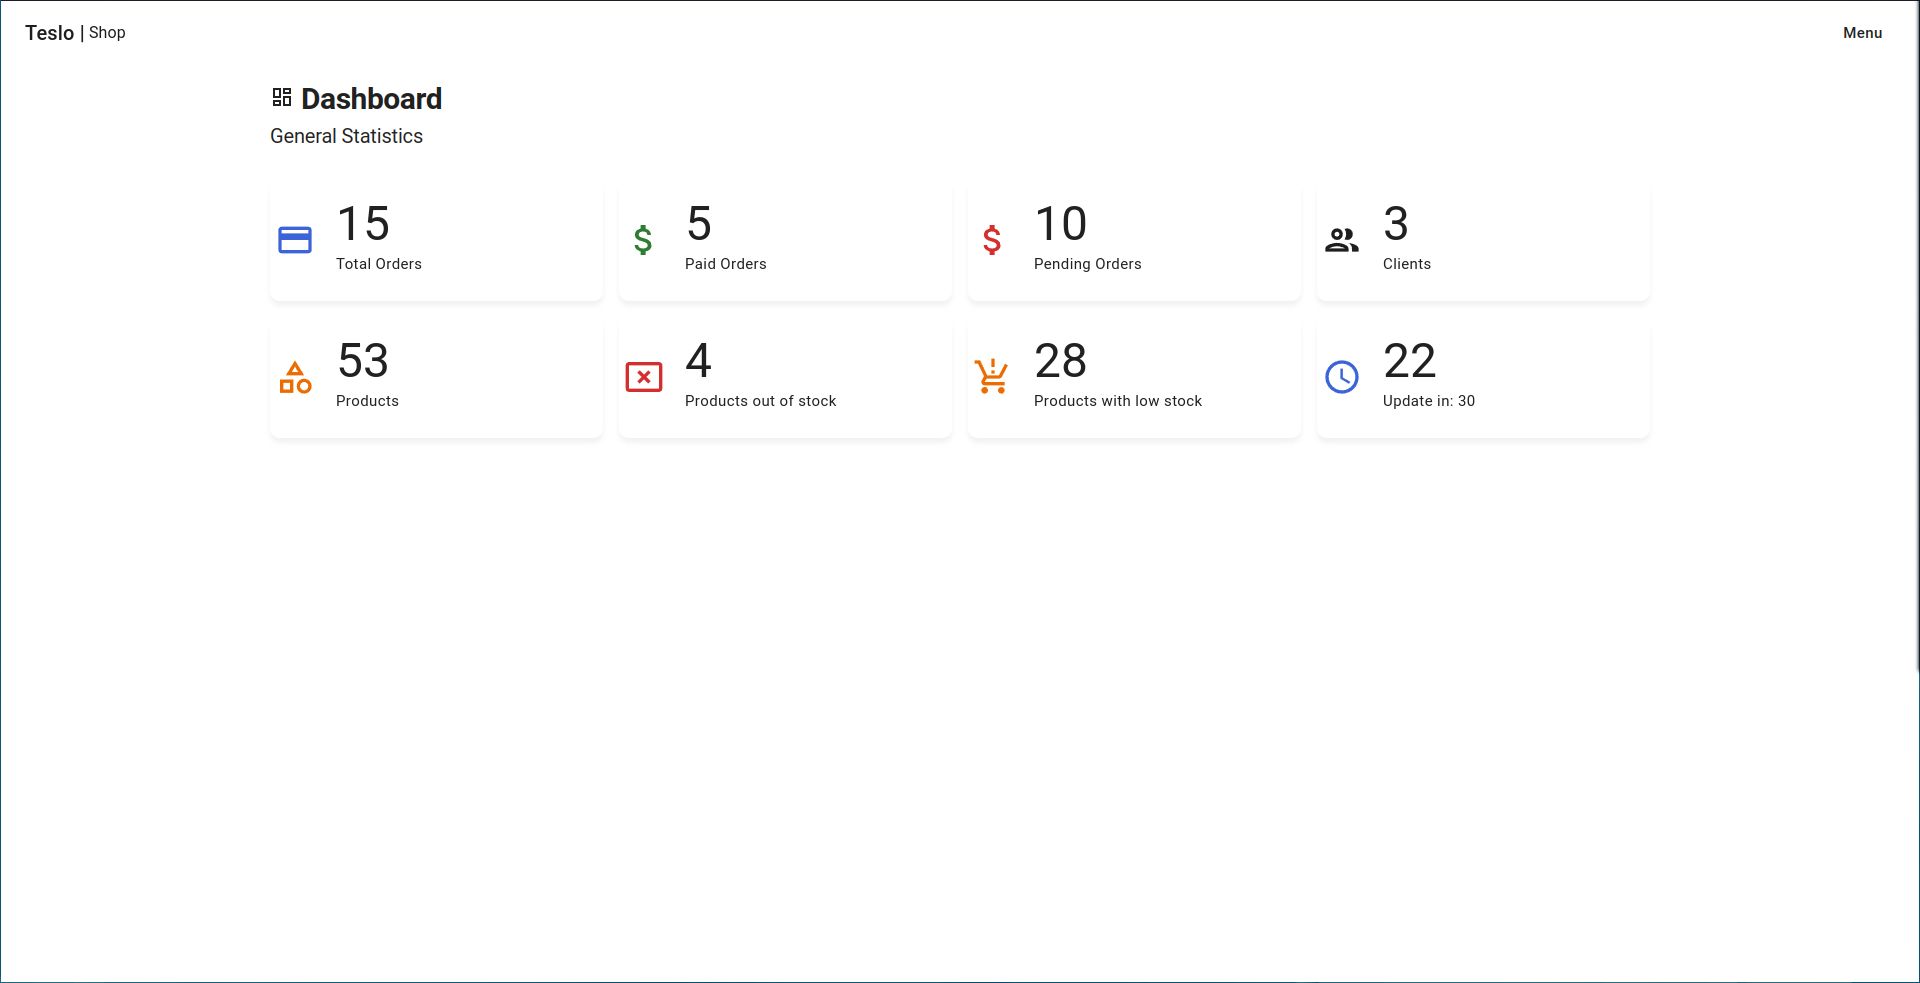 Teslo | Shop
Menu
Dashboard
General Statistics
15
Total Orders
5
Paid Orders
10
Pending Orders
3
Clients
53
Products
4
Products out of stock
28
Products with low stock
22
Update in: 30